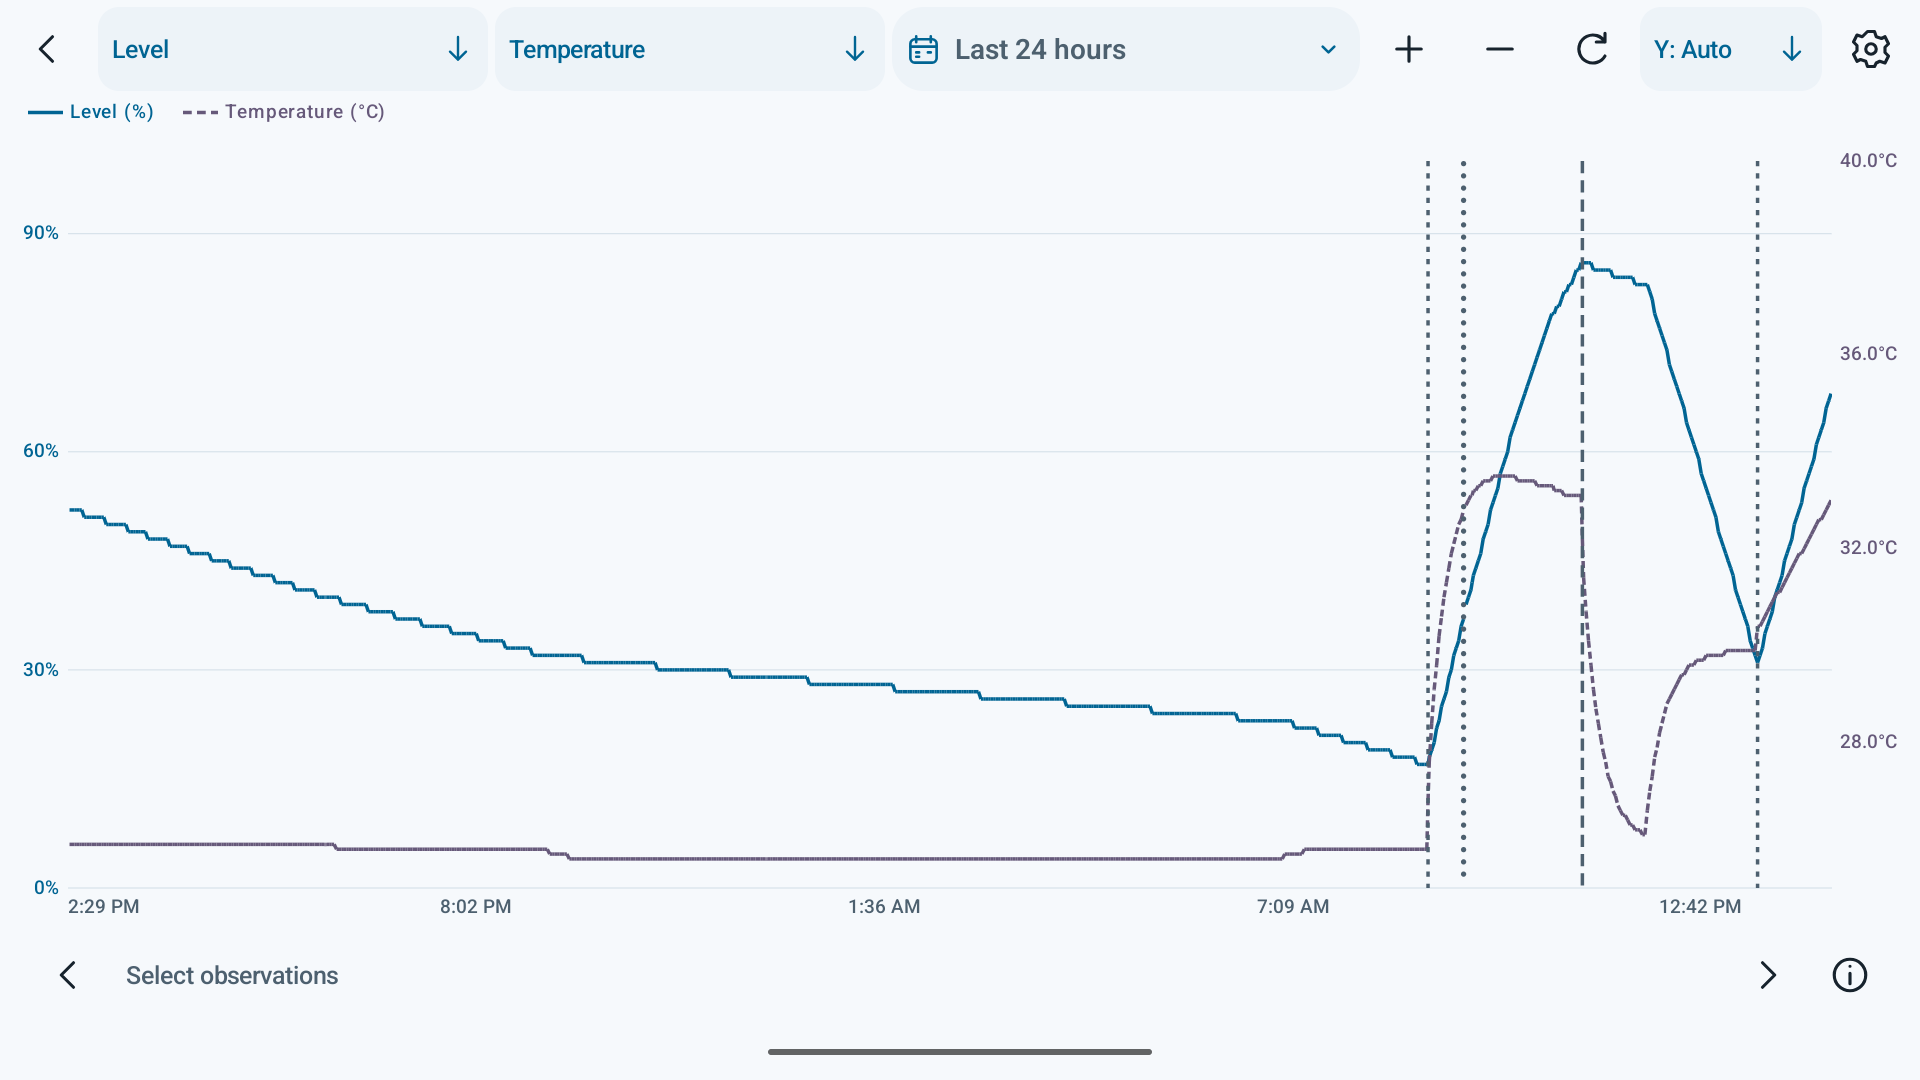 Level
Temperature
Last 24 hours
Y: Auto
Level (%)
Temperature (°C)
40.0°C
90%
36.0°C
60%
32.0°C
30%
28.0°C
0%
2:29 PM
8:02 PM
1:36 AM
7:09 AM
12:42 PM
Select observations